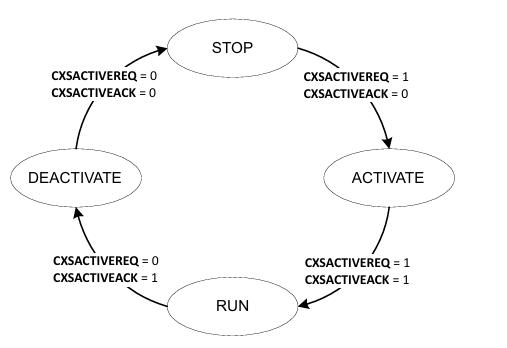 STOP
CXSACTIVEREQ = 0
CXSACTIVEACK = 0
CXSACTIVEREQ = 1
CXSACTIVEACK = 0
DEACTIVATE
ACTIVATE
CXSACTIVEREQ = 0
CXSACTIVEACK = 1
CXSACTIVEREQ = 1
CXSACTIVEACK = 1
RUN